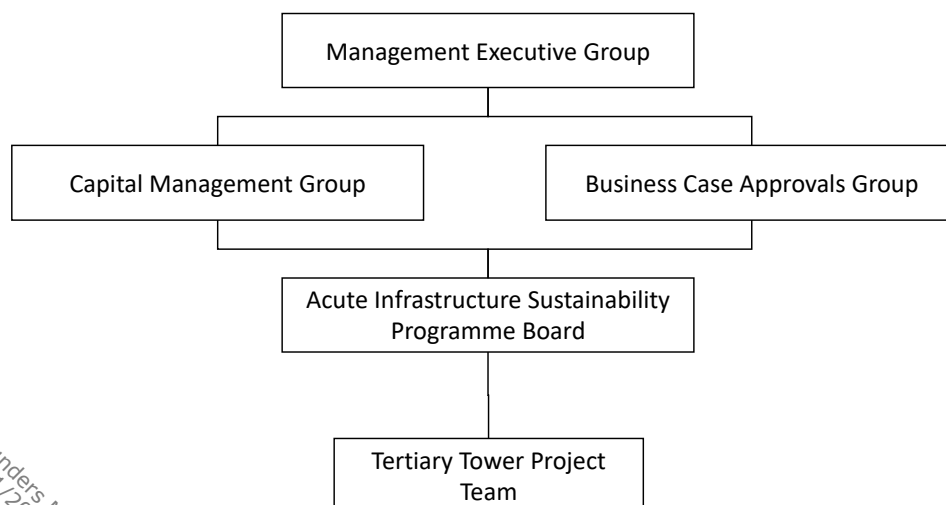 Management Executive Group
Capital Management Group
Business Case Approvals Group
Acute Infrastructure Sustainability
Programme Board
Tertiary Tower Project
Team